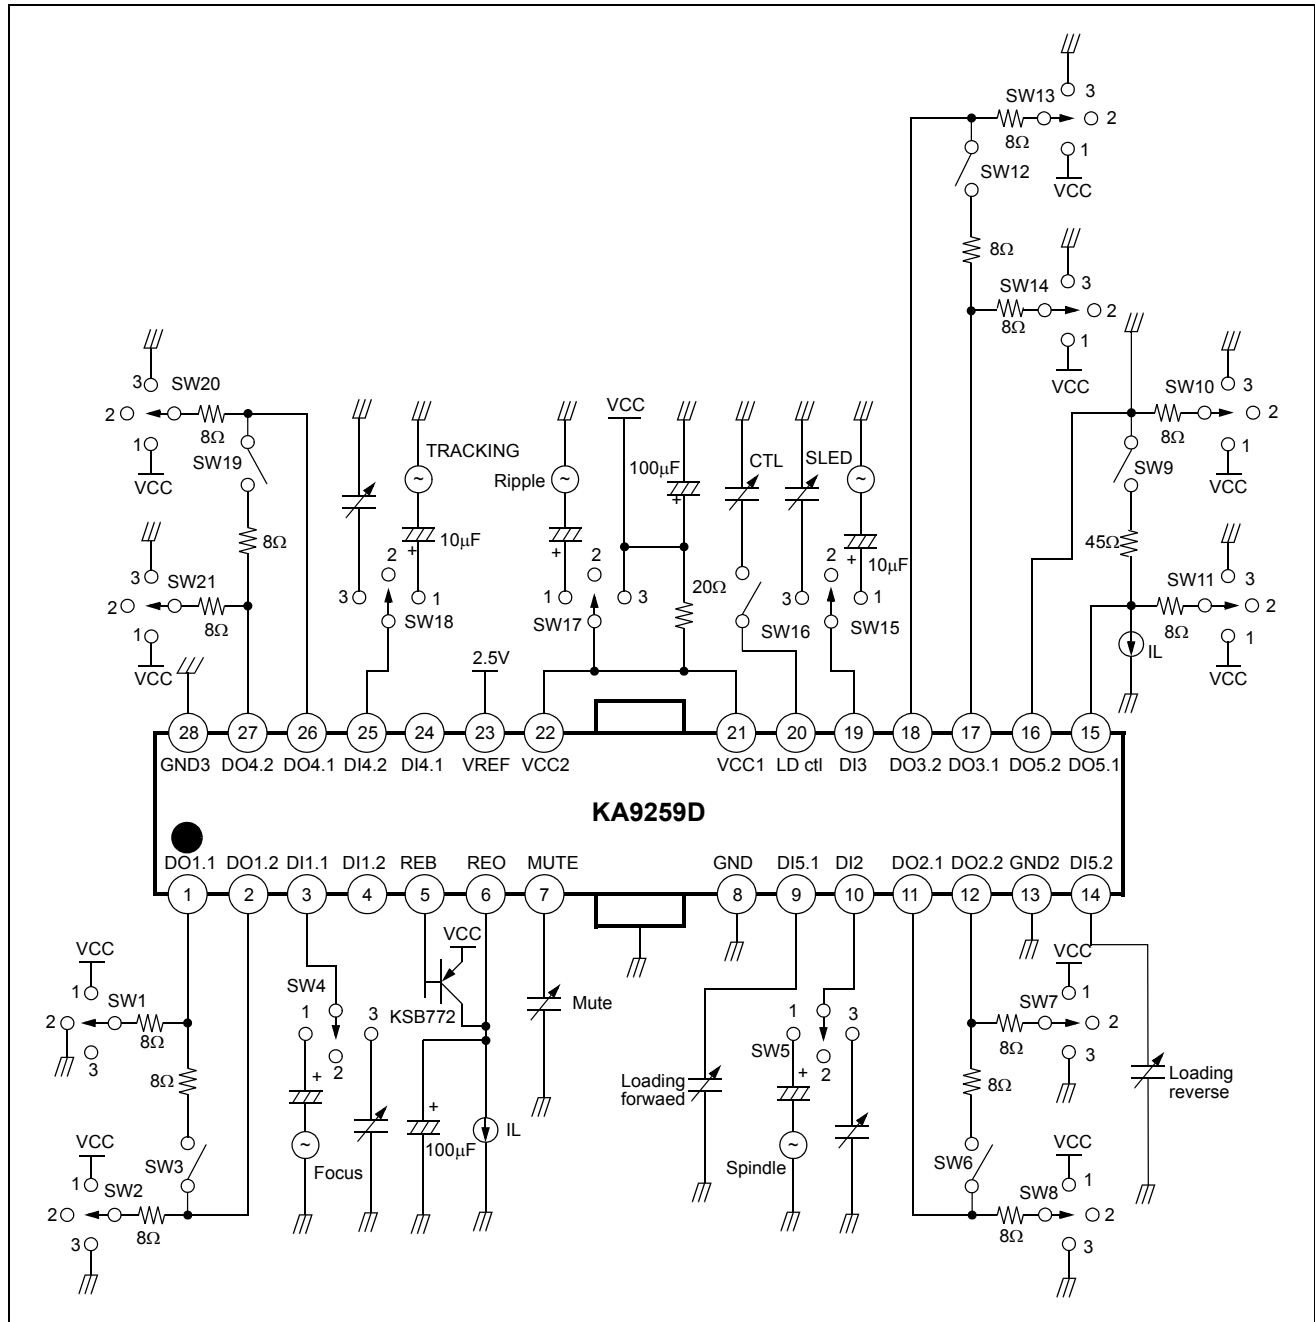 3
SW13
2
8Ω
1
SW12
VCC
8Ω
3
SW14
2
8Ω
1
VCC
3
SW20
2
8Ω
1
SW19
VCC
3
SW10
2
8Ω
1
SW9
VCC
TRACKING
Ripple
VCC
100μF
CTL
SLED
8Ω
10μF
20Ω
10μF
45Ω
3
SW21
2
8Ω
1
VCC
2
3
1
SW18
2
1
3
SW17
SW16
2
3
1
SW15
3
SW11
2
8Ω
1
IL
VCC
2.5V
28
27
26
25
24
23
22
21
20
19
18
17
16
15
GND3
DO4.2
DO4.1
DI4.2
DI4.1
VREF
VCC2
VCC1
LD ctl
DI3
DO3.2
DO3.1
DO5.2
DO5.1
KA9259D
DO1.1
DO1.2
DI1.1
DI1.2
REB
REO
MUTE
GND
DI5.1
DI2
DO2.1
DO2.2
GND2
DI5.2
1
2
3
4
5
6
7
8
9
10
11
12
13
14
VCC
1
SW1
2
8Ω
3
8Ω
SW4
1
2
3
VCC
KSB772
Mute
1
SW5
2
3
VCC
1
SW7
2
8Ω
3
8Ω
Loading
forwaed
Loading
reverse
VCC
1
SW2
SW3
2
8Ω
3
+
Focus
+
100μF
IL
+
Spindle
SW6
VCC
1
SW8
2
8Ω
3